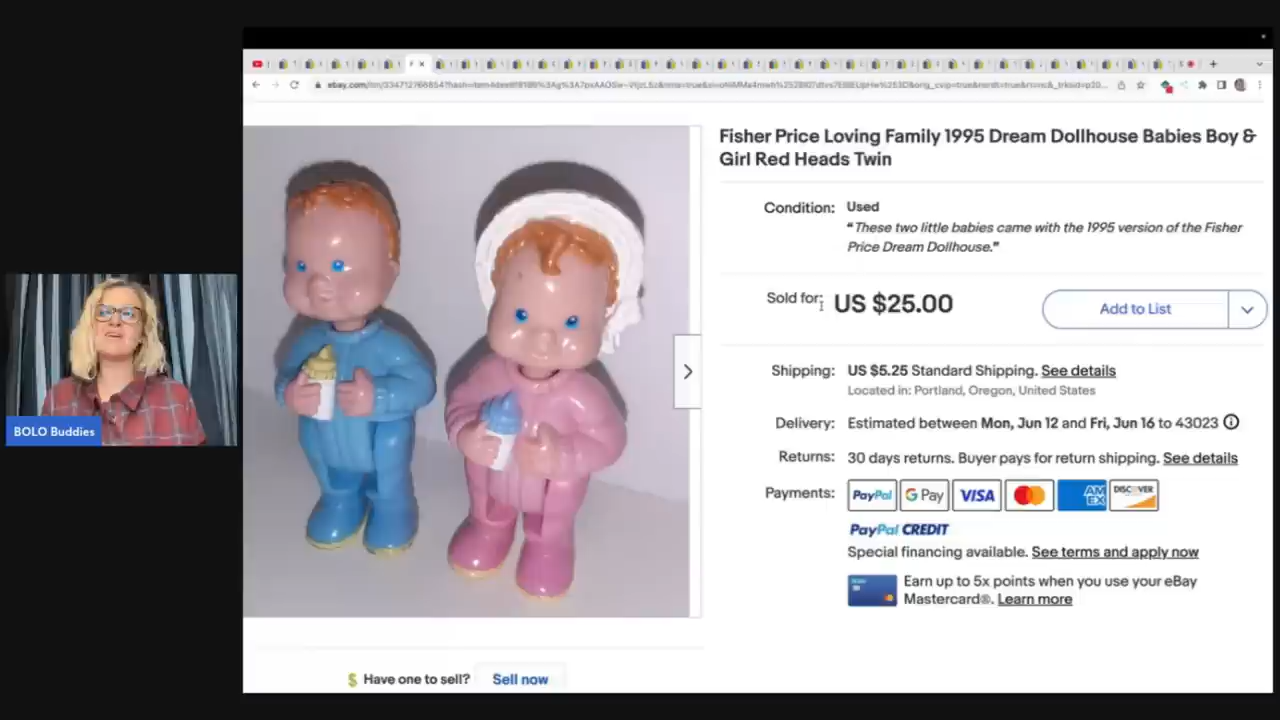 Fisher Price Loving Family 1995 Dream Dollhouse Babies Boy &
Girl Red Heads Twin
Condition: Used
“These two little babies came with the 1995 version of the Fisher
Price Dream Dollhouse.”
Sold for: US $25.00
Add to List
Shipping: US $5.25 Standard Shipping. See details
Located in: Portland, Oregon, United States
Delivery: Estimated between Mon, Jun 12 and Fri, Jun 16 to 43023
Returns: 30 days returns. Buyer pays for return shipping. See details
Payments: PayPal G Pay VISA AM EX DISCOVER
PayPal CREDIT
Special financing available. See terms and apply now
Earn up to 5x points when you use your eBay
Mastercard®. Learn more
BOLO Buddies
$ Have one to sell? Sell now